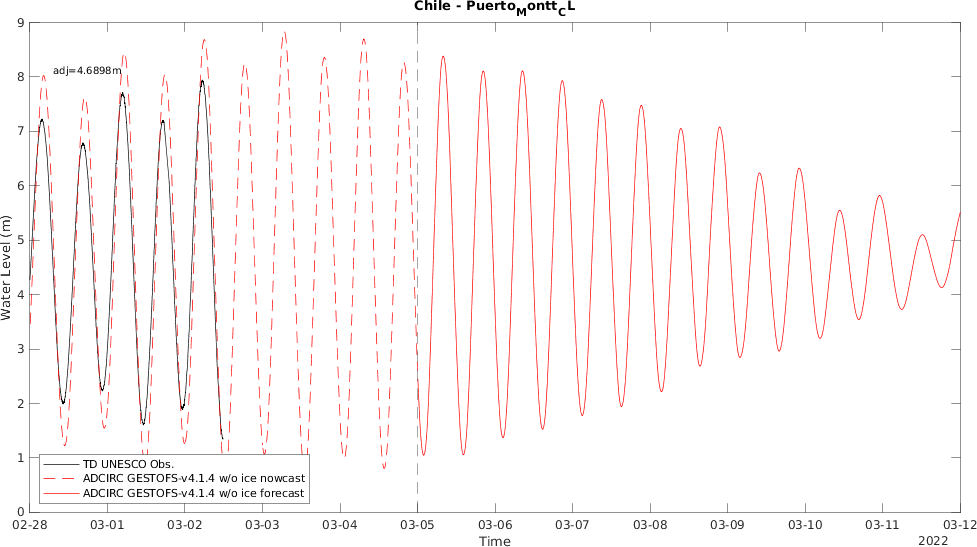 Chile - PuertoMonttCL
adj=4.6898m
Water Level (m)
9
8
7
6
5
4
3
2
1
0
TD UNESCO Obs.
ADCIRC GESTOFS-v4.1.4 w/o ice nowcast
ADCIRC GESTOFS-v4.1.4 w/o ice forecast
02-28 03-01 03-02 03-03 03-04 03-05 03-06 03-07 03-08 03-09 03-10 03-11 03-12
Time
2022